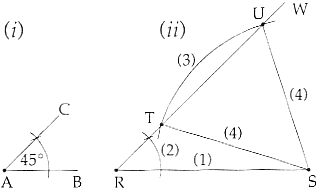 (i)
(ii)
U
W
(3)
C
(4)
T
(4)
45°
(2)
(1)
A
B
R
S